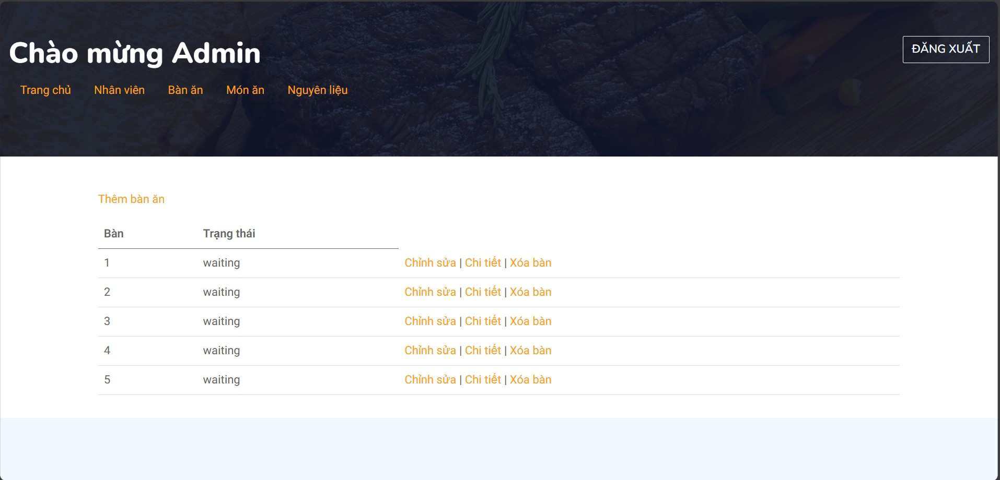 Chào mừng Admin
ĐĂNG XUẤT
Trang chủ Nhân viên Bàn ăn Món ăn Nguyên liệu
Thêm bàn ăn
Bàn Trạng thái
1 waiting Chỉnh sửa | Chi tiết | Xóa bàn
2 waiting Chỉnh sửa | Chi tiết | Xóa bàn
3 waiting Chỉnh sửa | Chi tiết | Xóa bàn
4 waiting Chỉnh sửa | Chi tiết | Xóa bàn
5 waiting Chỉnh sửa | Chi tiết | Xóa bàn